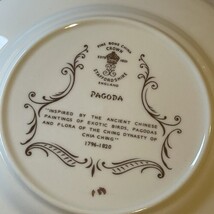 FINE BONE CHINA
CROWN
STAFFORDSHIRE
ENGLAND
PAGODA
"INSPIRED BY THE ANCIENT CHINESE
PAINTINGS OF EXOTIC BIRDS, PAGODAS
AND FLORA OF THE CHING DYNASTY OF
CHIA CHING"
1796-1820